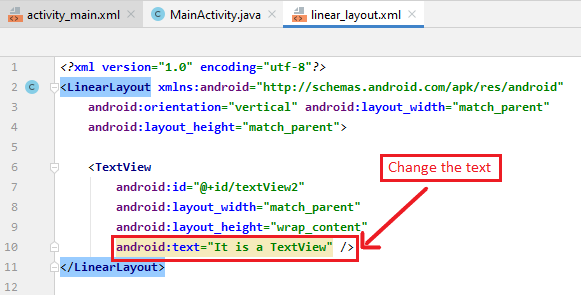 activity_main.xml MainActivity.java linear_layout.xml
1 <?xml version="1.0" encoding="utf-8"?>
2 <LinearLayout xmlns:android="http://schemas.android.com/apk/res/android"
3 android:orientation="vertical" android:layout_width="match_parent"
4 android:layout_height="match_parent">
5
6 <TextView
Change the text
7 android:id="@+id/textView2"
8 android:layout_width="match_parent"
9 android:layout_height="wrap_content"
10 android:text="It is a TextView" />
11 </LinearLayout>